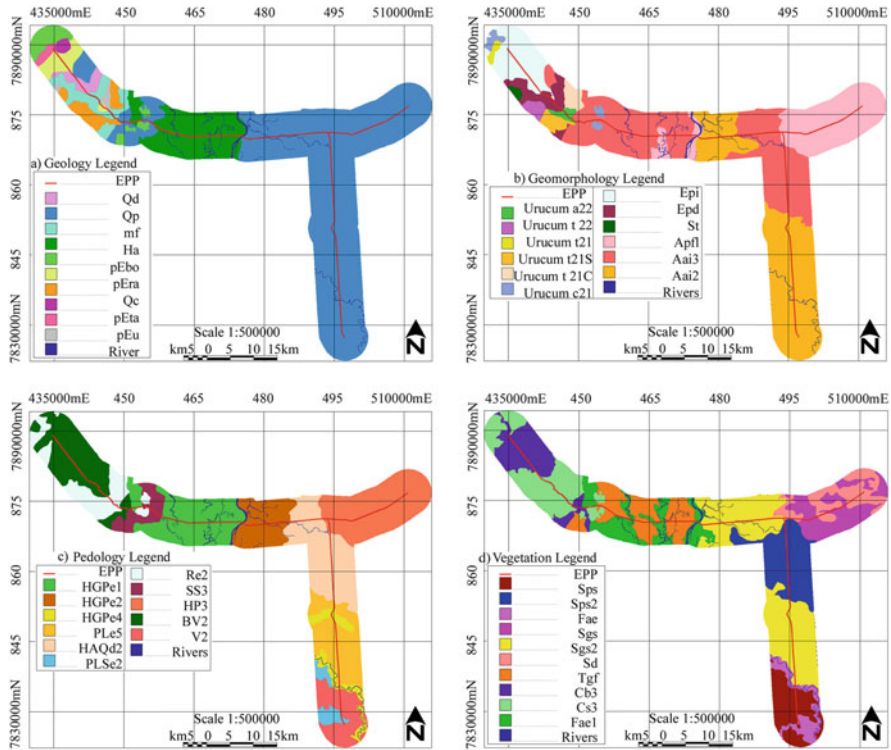 435000mE 450 465 480 495 510000mE
7890000mN
875
860
845
7830000mN
a) Geology Legend
EPP
Qd
Qp
mf
Ha
pEbo
pEra
Qc
pEta
pEu
River
Scale 1:500000
km5 0 5 10 15km
N
435000mE 450 465 480 495 510000mE
7890000mN
875
860
845
7830000mN
b) Geomorphology Legend
EPP
Urucum a22
Urucum t 22
Urucum t21
Urucum t21S
Urucum t 21C
Urucum c21
Epi
Epd
St
Apfl
Aai3
Aai2
Rivers
Scale 1:500000
km5 0 5 10 15km
N
435000mE 450 465 480 495 510000mE
7890000mN
875
860
845
7830000mN
c) Pedology Legend
EPP
HGPe1
HGPe2
HGPe4
PLe5
HAQd2
PLSe2
Re2
SS3
HP3
BV2
V2
Rivers
Scale 1:500000
km5 0 5 10 15km
N
435000mE 450 465 480 495 510000mE
7890000mN
875
860
845
7830000mN
d) Vegetation Legend
EPP
Sps
Sps2
Fae
Sgs
Sgs2
Sd
Tgf
Cb3
Cs3
Fae1
Rivers
Scale 1:500000
km5 0 5 10 15km
N